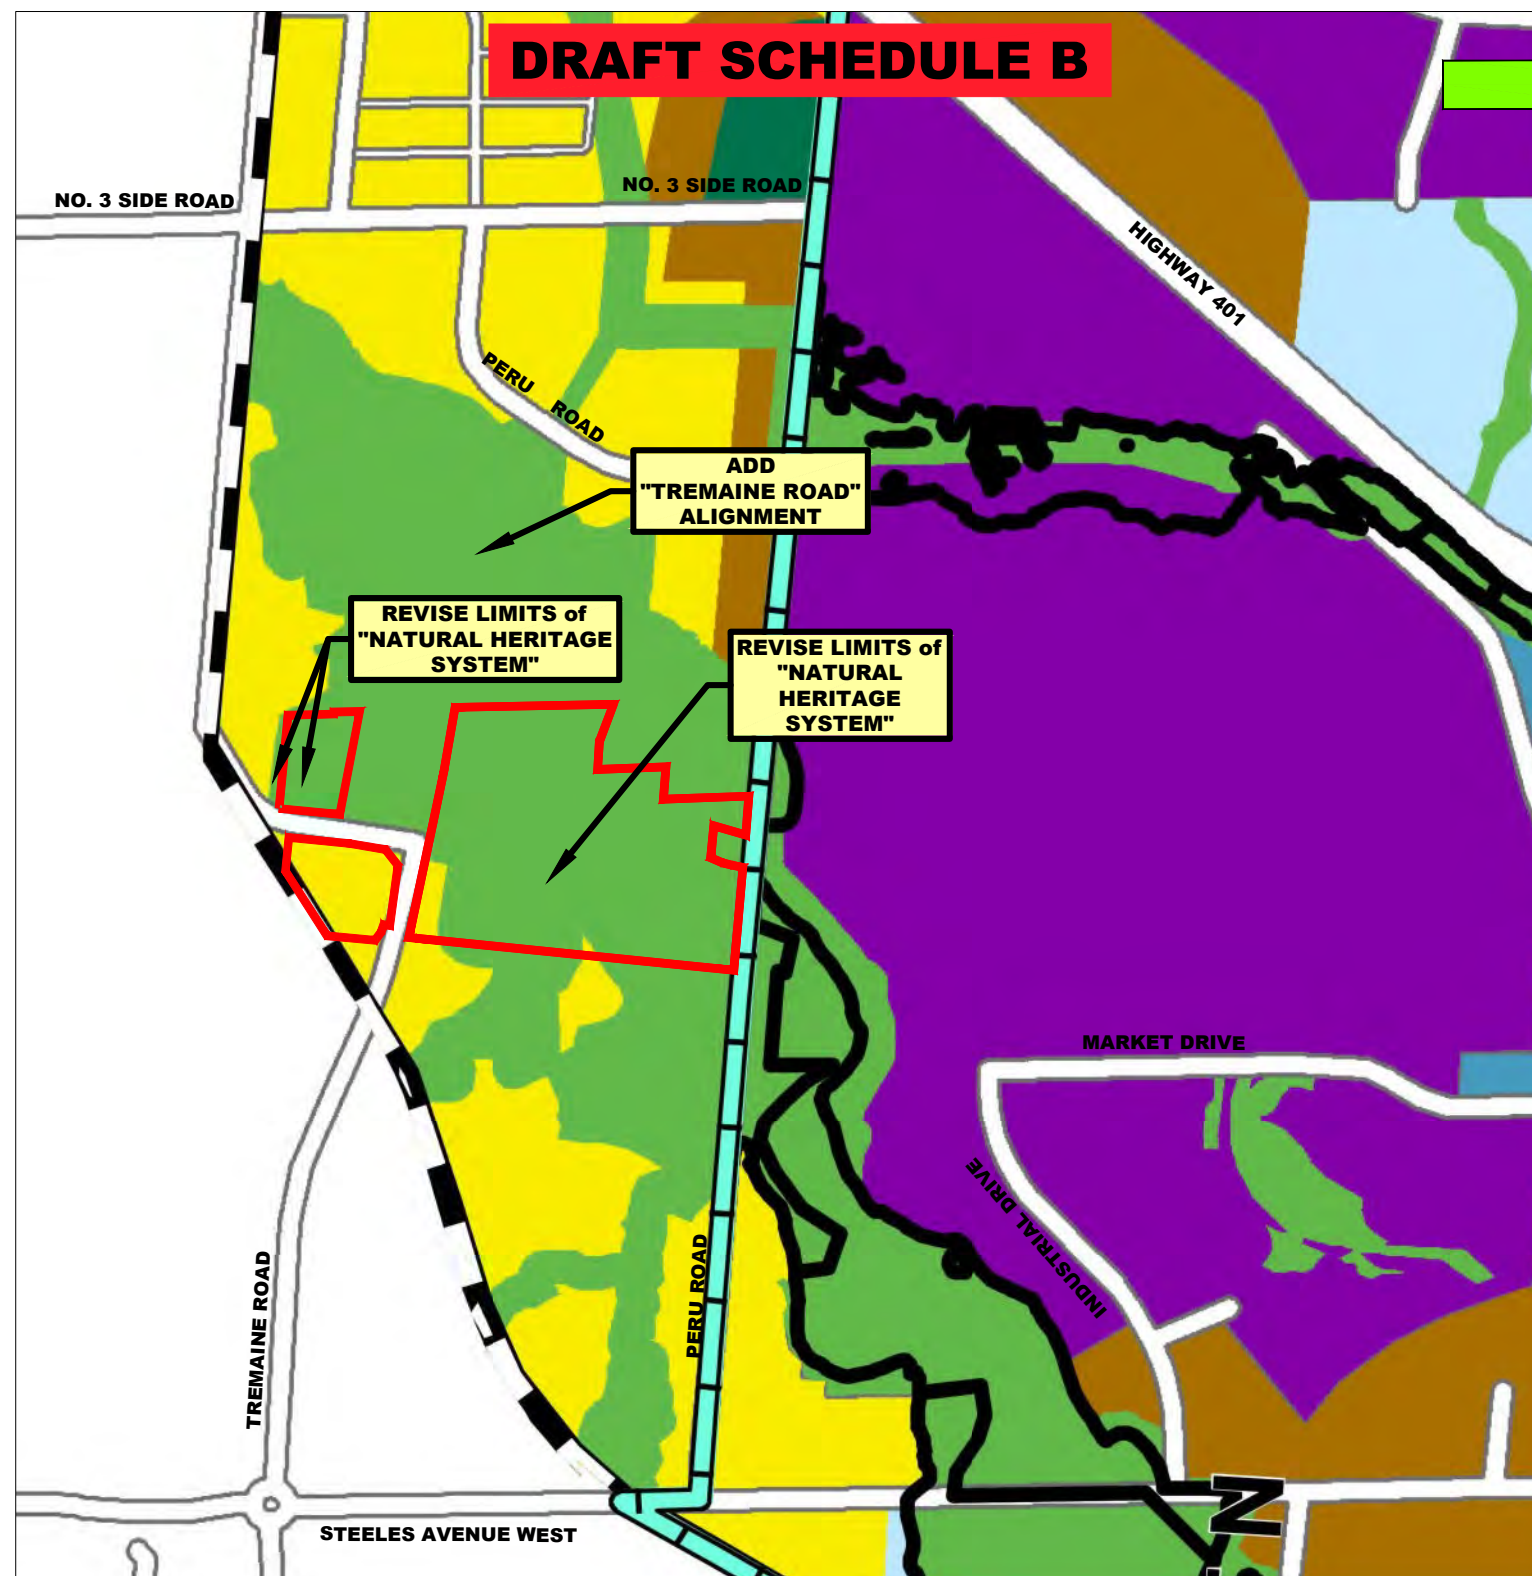 DRAFT SCHEDULE B
NO. 3 SIDE ROAD
NO. 3 SIDE ROAD
HIGHWAY 401
PERU ROAD
ADD
"TREMAINE ROAD"
ALIGNMENT
REVISE LIMITS of
"NATURAL HERITAGE
SYSTEM"
REVISE LIMITS of
"NATURAL
HERITAGE
SYSTEM"
MARKET DRIVE
INDUSTRIAL DRIVE
PERU ROAD
TREMAINE ROAD
N
STEELES AVENUE WEST